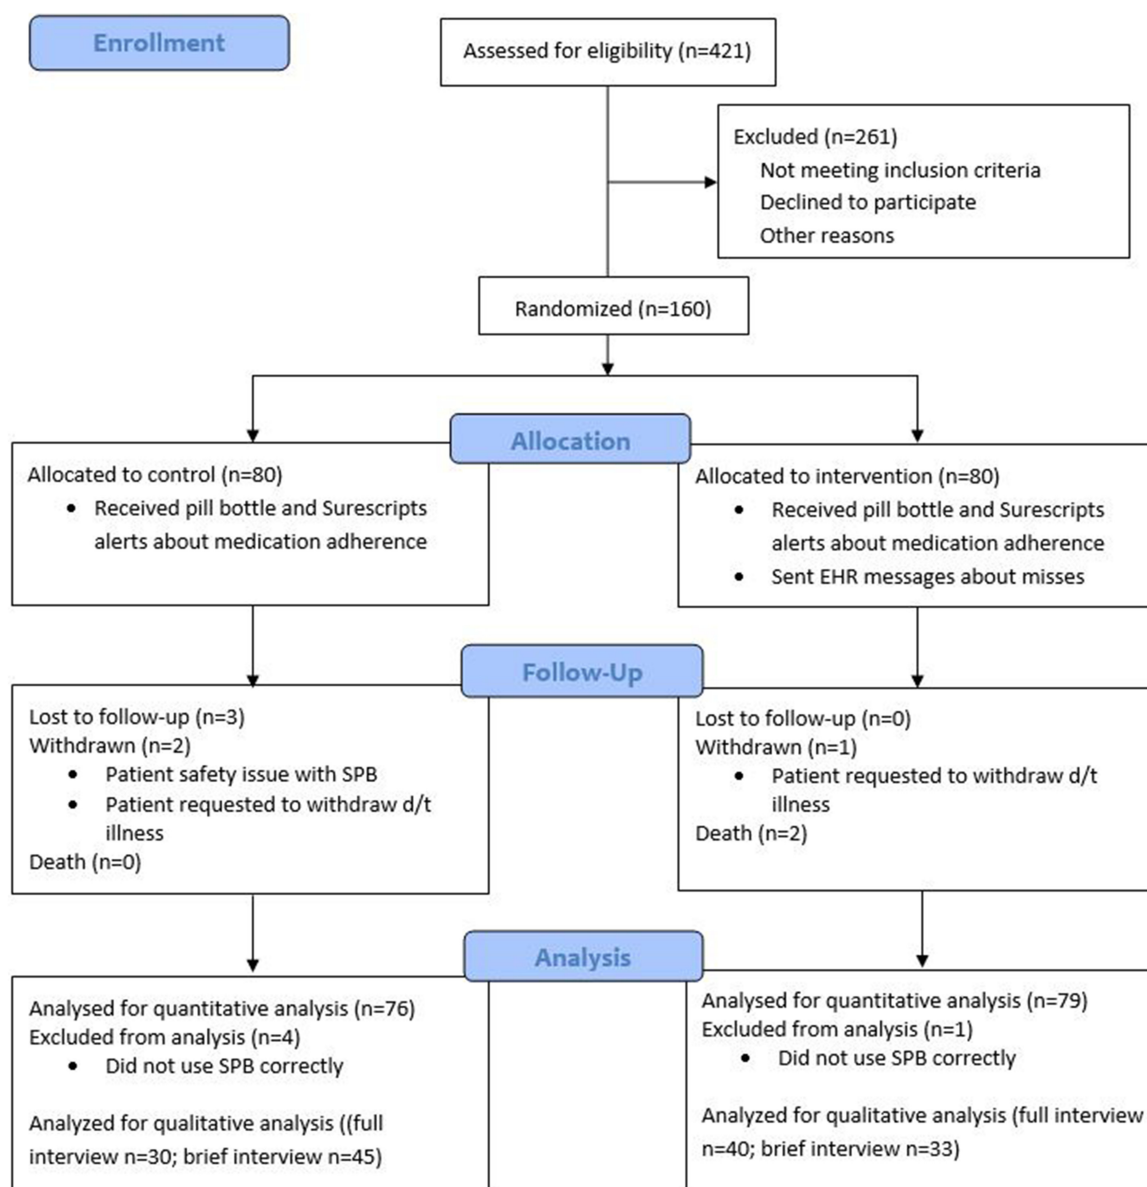 Enrollment
Assessed for eligibility (n=421)
Excluded (n=261)
Not meeting inclusion criteria
Declined to participate
Other reasons
Randomized (n=160)
Allocation
Allocated to control (n=80)
• Received pill bottle and Surescripts
alerts about medication adherence
Allocated to intervention (n=80)
• Received pill bottle and Surescripts
alerts about medication adherence
• Sent EHR messages about misses
Follow-Up
Lost to follow-up (n=3)
Withdrawn (n=2)
• Patient safety issue with SPB
• Patient requested to withdraw d/t
illness
Death (n=0)
Lost to follow-up (n=0)
Withdrawn (n=1)
• Patient requested to withdraw d/t
illness
Death (n=2)
Analysis
Analysed for quantitative analysis (n=76)
Excluded from analysis (n=4)
• Did not use SPB correctly
Analyzed for qualitative analysis ((full
interview n=30; brief interview n=45)
Analysed for quantitative analysis (n=79)
Excluded from analysis (n=1)
• Did not use SPB correctly
Analyzed for qualitative analysis (full interview
n=40; brief interview n=33)